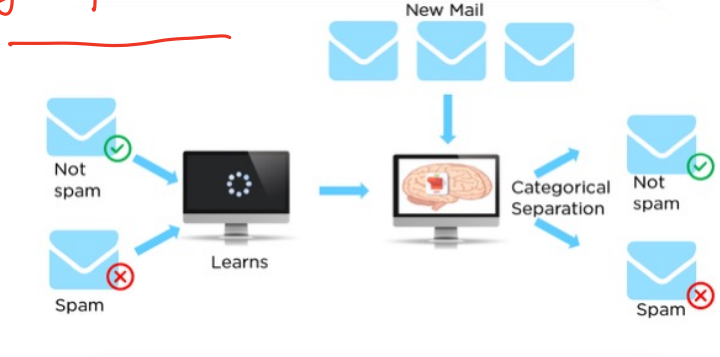 New Mail
Not
spam
Spam
Learns
Categorical
Separation
Not
spam
Spam